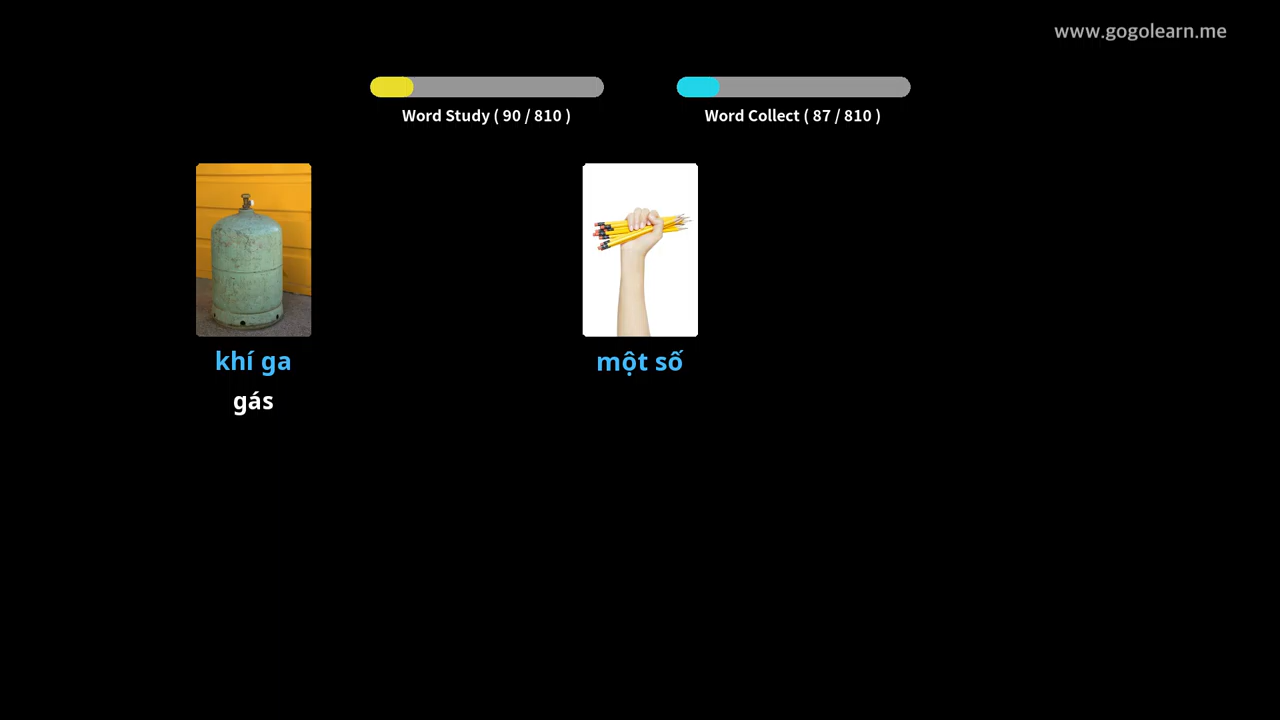 www.gogolearn.me
Word Study ( 90 / 810 )
Word Collect ( 87 / 810 )
khí ga
gás
một số